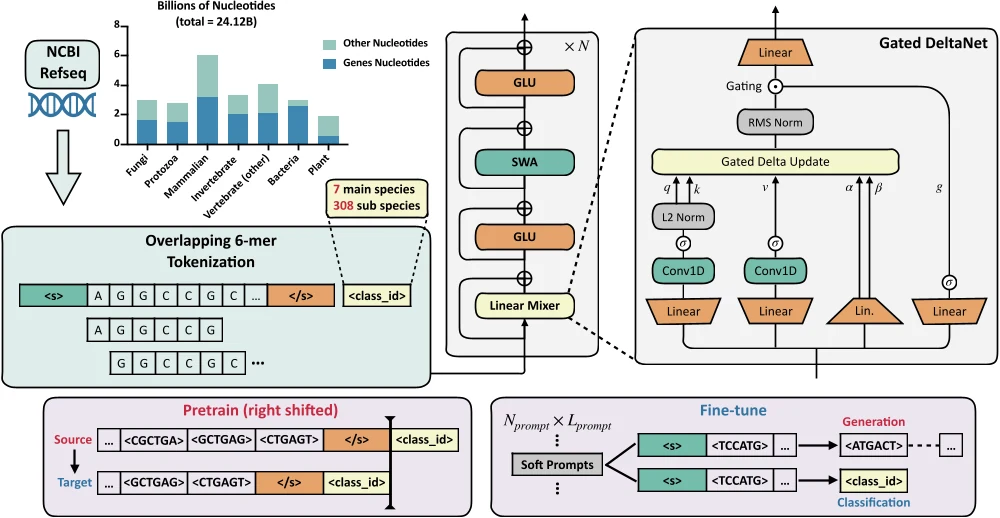 NCBI
Refseq
Billions of Nucleotides
(total = 24.12B)
8
6
4
2
0
Other Nucleotides
Genes Nucleotides
Fungi
Protozoa
Mammalian
Invertebrate
Vertebrate (other)
Bacteria
Plant
7 main species
308 sub species
Overlapping 6-mer
Tokenization
<s> A G G C C G C ... </s> <class_id>
A G G C C G
G G C C G C ...
× N
GLU
SWA
GLU
Linear Mixer
Gated DeltaNet
Linear
Gating
RMS Norm
Gated Delta Update
q k v α β g
L2 Norm
σ σ σ
Conv1D Conv1D
Linear Linear Lin. Linear
Pretrain (right shifted)
Source ... <CGCTGA> <GCTGAG> <CTGAGT> </s> <class_id>
Target ... <GCTGAG> <CTGAGT> </s> <class_id>
Fine-tune
Nprompt × Lprompt
Soft Prompts
Generation
<s> <TCCATG> ... <ATGACT> ...
<s> <TCCATG> ... <class_id>
Classification